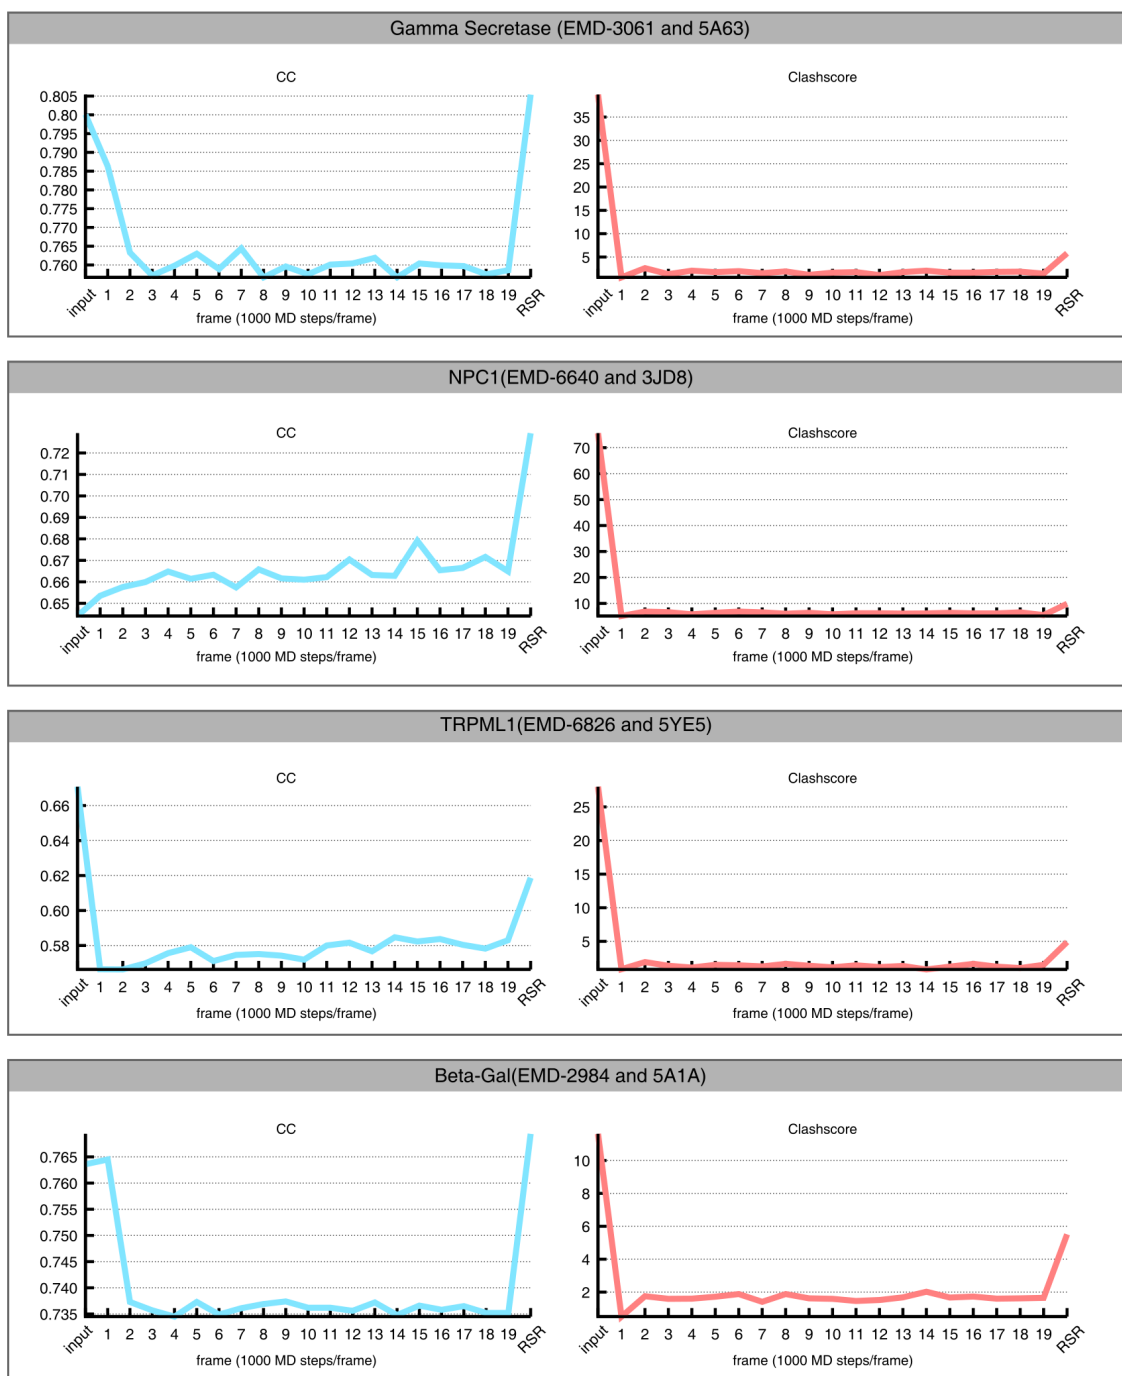 Gamma Secretase (EMD-3061 and 5A63)
CC
0.805
0.80
0.795
0.790
0.785
0.780
0.775
0.770
0.765
0.760
input 1 2 3 4 5 6 7 8 9 10 11 12 13 14 15 16 17 18 19 RSR
frame (1000 MD steps/frame)
Clashscore
35
30
25
20
15
10
5
input 1 2 3 4 5 6 7 8 9 10 11 12 13 14 15 16 17 18 19 RSR
frame (1000 MD steps/frame)
NPC1(EMD-6640 and 3JD8)
CC
0.72
0.71
0.70
0.69
0.68
0.67
0.66
0.65
input 1 2 3 4 5 6 7 8 9 10 11 12 13 14 15 16 17 18 19 RSR
frame (1000 MD steps/frame)
Clashscore
70
60
50
40
30
20
10
input 1 2 3 4 5 6 7 8 9 10 11 12 13 14 15 16 17 18 19 RSR
frame (1000 MD steps/frame)
TRPML1(EMD-6826 and 5YE5)
CC
0.66
0.64
0.62
0.60
0.58
input 1 2 3 4 5 6 7 8 9 10 11 12 13 14 15 16 17 18 19 RSR
frame (1000 MD steps/frame)
Clashscore
25
20
15
10
5
input 1 2 3 4 5 6 7 8 9 10 11 12 13 14 15 16 17 18 19 RSR
frame (1000 MD steps/frame)
Beta-Gal(EMD-2984 and 5A1A)
CC
0.765
0.760
0.755
0.750
0.745
0.740
0.735
input 1 2 3 4 5 6 7 8 9 10 11 12 13 14 15 16 17 18 19 RSR
frame (1000 MD steps/frame)
Clashscore
10
8
6
4
2
input 1 2 3 4 5 6 7 8 9 10 11 12 13 14 15 16 17 18 19 RSR
frame (1000 MD steps/frame)